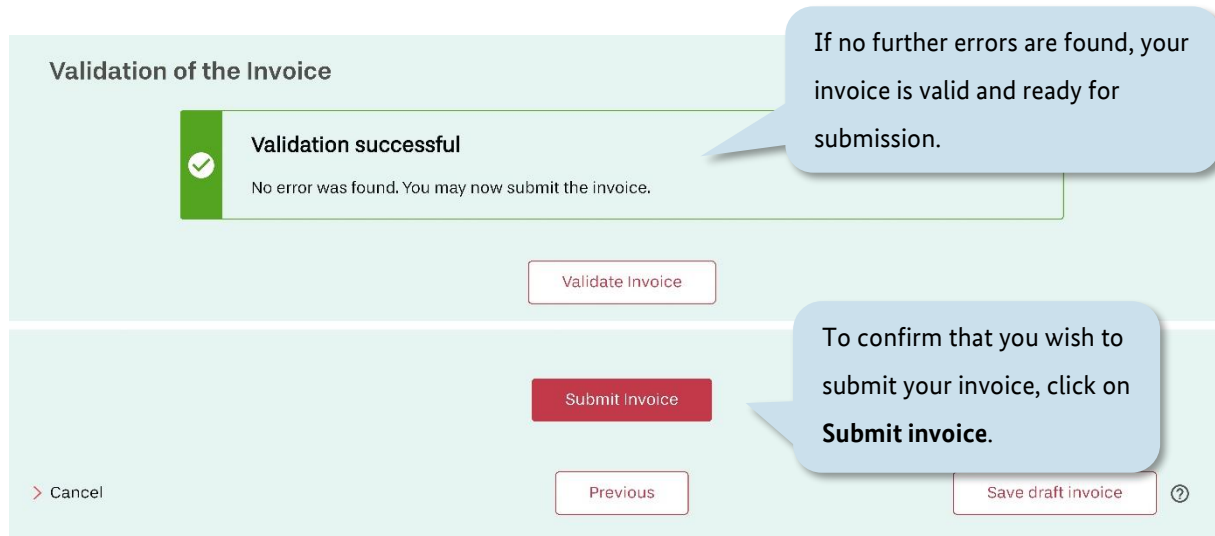 If no further errors are found, your
invoice is valid and ready for
submission.
Validation of the Invoice
Validation successful
No error was found. You may now submit the invoice.
Validate Invoice
To confirm that you wish to
submit your invoice, click on
Submit invoice.
Submit Invoice
Cancel
Previous
Save draft invoice
?